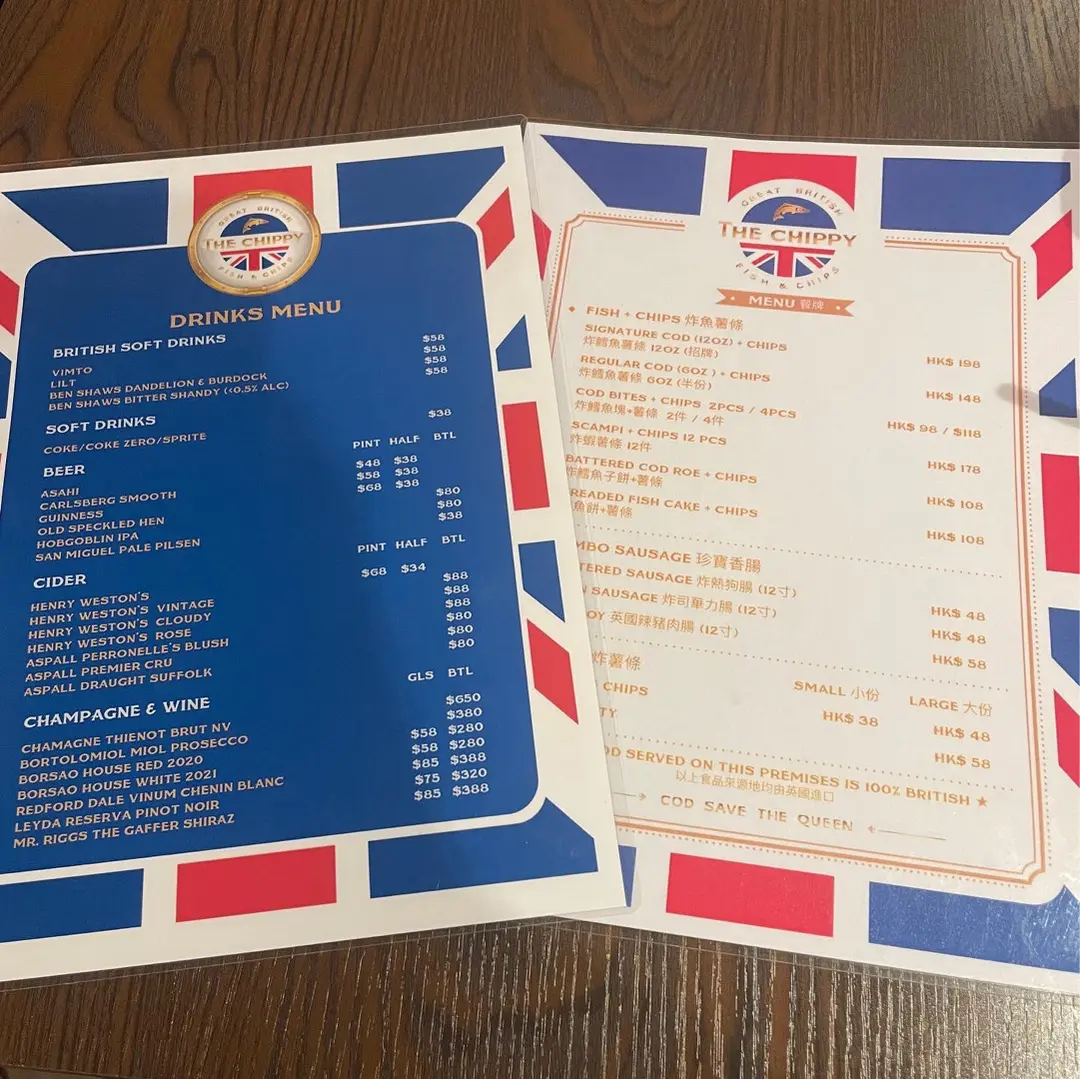 GREAT BRITISH
THE CHIPPY
FISH & CHIPS
DRINKS MENU
BRITISH SOFT DRINKS
VIMTO $58
LILT $58
BEN SHAWS DANDELION & BURDOCK $58
BEN SHAWS BITTER SHANDY (<0.5% ALC) $58
SOFT DRINKS
COKE/COKE ZERO/SPRITE $38
BEER PINT HALF BTL
ASAHI $48 $38
CARLSBERG SMOOTH $58 $38
GUINNESS $68 $38
OLD SPECKLED HEN $80
HOBGOBLIN IPA $80
SAN MIGUEL PALE PILSEN $38
CIDER PINT HALF BTL
HENRY WESTON'S $68 $34
HENRY WESTON'S VINTAGE $88
HENRY WESTON'S CLOUDY $88
HENRY WESTON'S ROSE $88
ASPALL PERRONELLE'S BLUSH $80
ASPALL PREMIER CRU $80
ASPALL DRAUGHT SUFFOLK $80
CHAMPAGNE & WINE GLS BTL
CHAMAGNE THIENOT BRUT NV $650
BORTOLOMIOL MIOL PROSECCO $380
BORSAO HOUSE RED 2020 $58 $280
BORSAO HOUSE WHITE 2021 $58 $280
REDFORD DALE VINUM CHENIN BLANC $85 $388
LEYDA RESERVA PINOT NOIR $75 $320
MR. RIGGS THE GAFFER SHIRAZ $85 $388
GREAT BRITISH
THE CHIPPY
FISH & CHIPS
MENU 餐牌
FISH + CHIPS 炸魚薯條
SIGNATURE COD (12OZ) + CHIPS
炸鱈魚薯條 12OZ (招牌) HK$ 198
REGULAR COD (6OZ ) + CHIPS
炸鱈魚薯條 6OZ (半份) HK$ 148
COD BITES + CHIPS 2PCS / 4PCS
炸鱈魚塊+薯條 2件 / 4件 HK$ 98 / $118
SCAMPI + CHIPS 12 PCS
炸蝦薯條 12件 HK$ 178
BATTERED COD ROE + CHIPS
炸鱈魚子餅+薯條 HK$ 108
READED FISH CAKE + CHIPS
魚餅+薯條 HK$ 108
MBO SAUSAGE 珍寶香腸
TERED SAUSAGE 炸熱狗腸 (12寸) HK$ 48
N SAUSAGE 炸司華力腸 (12寸) HK$ 48
OY 英國辣豬肉腸 (12寸) HK$ 58
炸薯條
SMALL 小份 LARGE 大份
CHIPS HK$ 38 HK$ 48
TY HK$ 58
OD SERVED ON THIS PREMISES IS 100% BRITISH ★
以上食品來源地均由英國進口
COD SAVE THE QUEEN